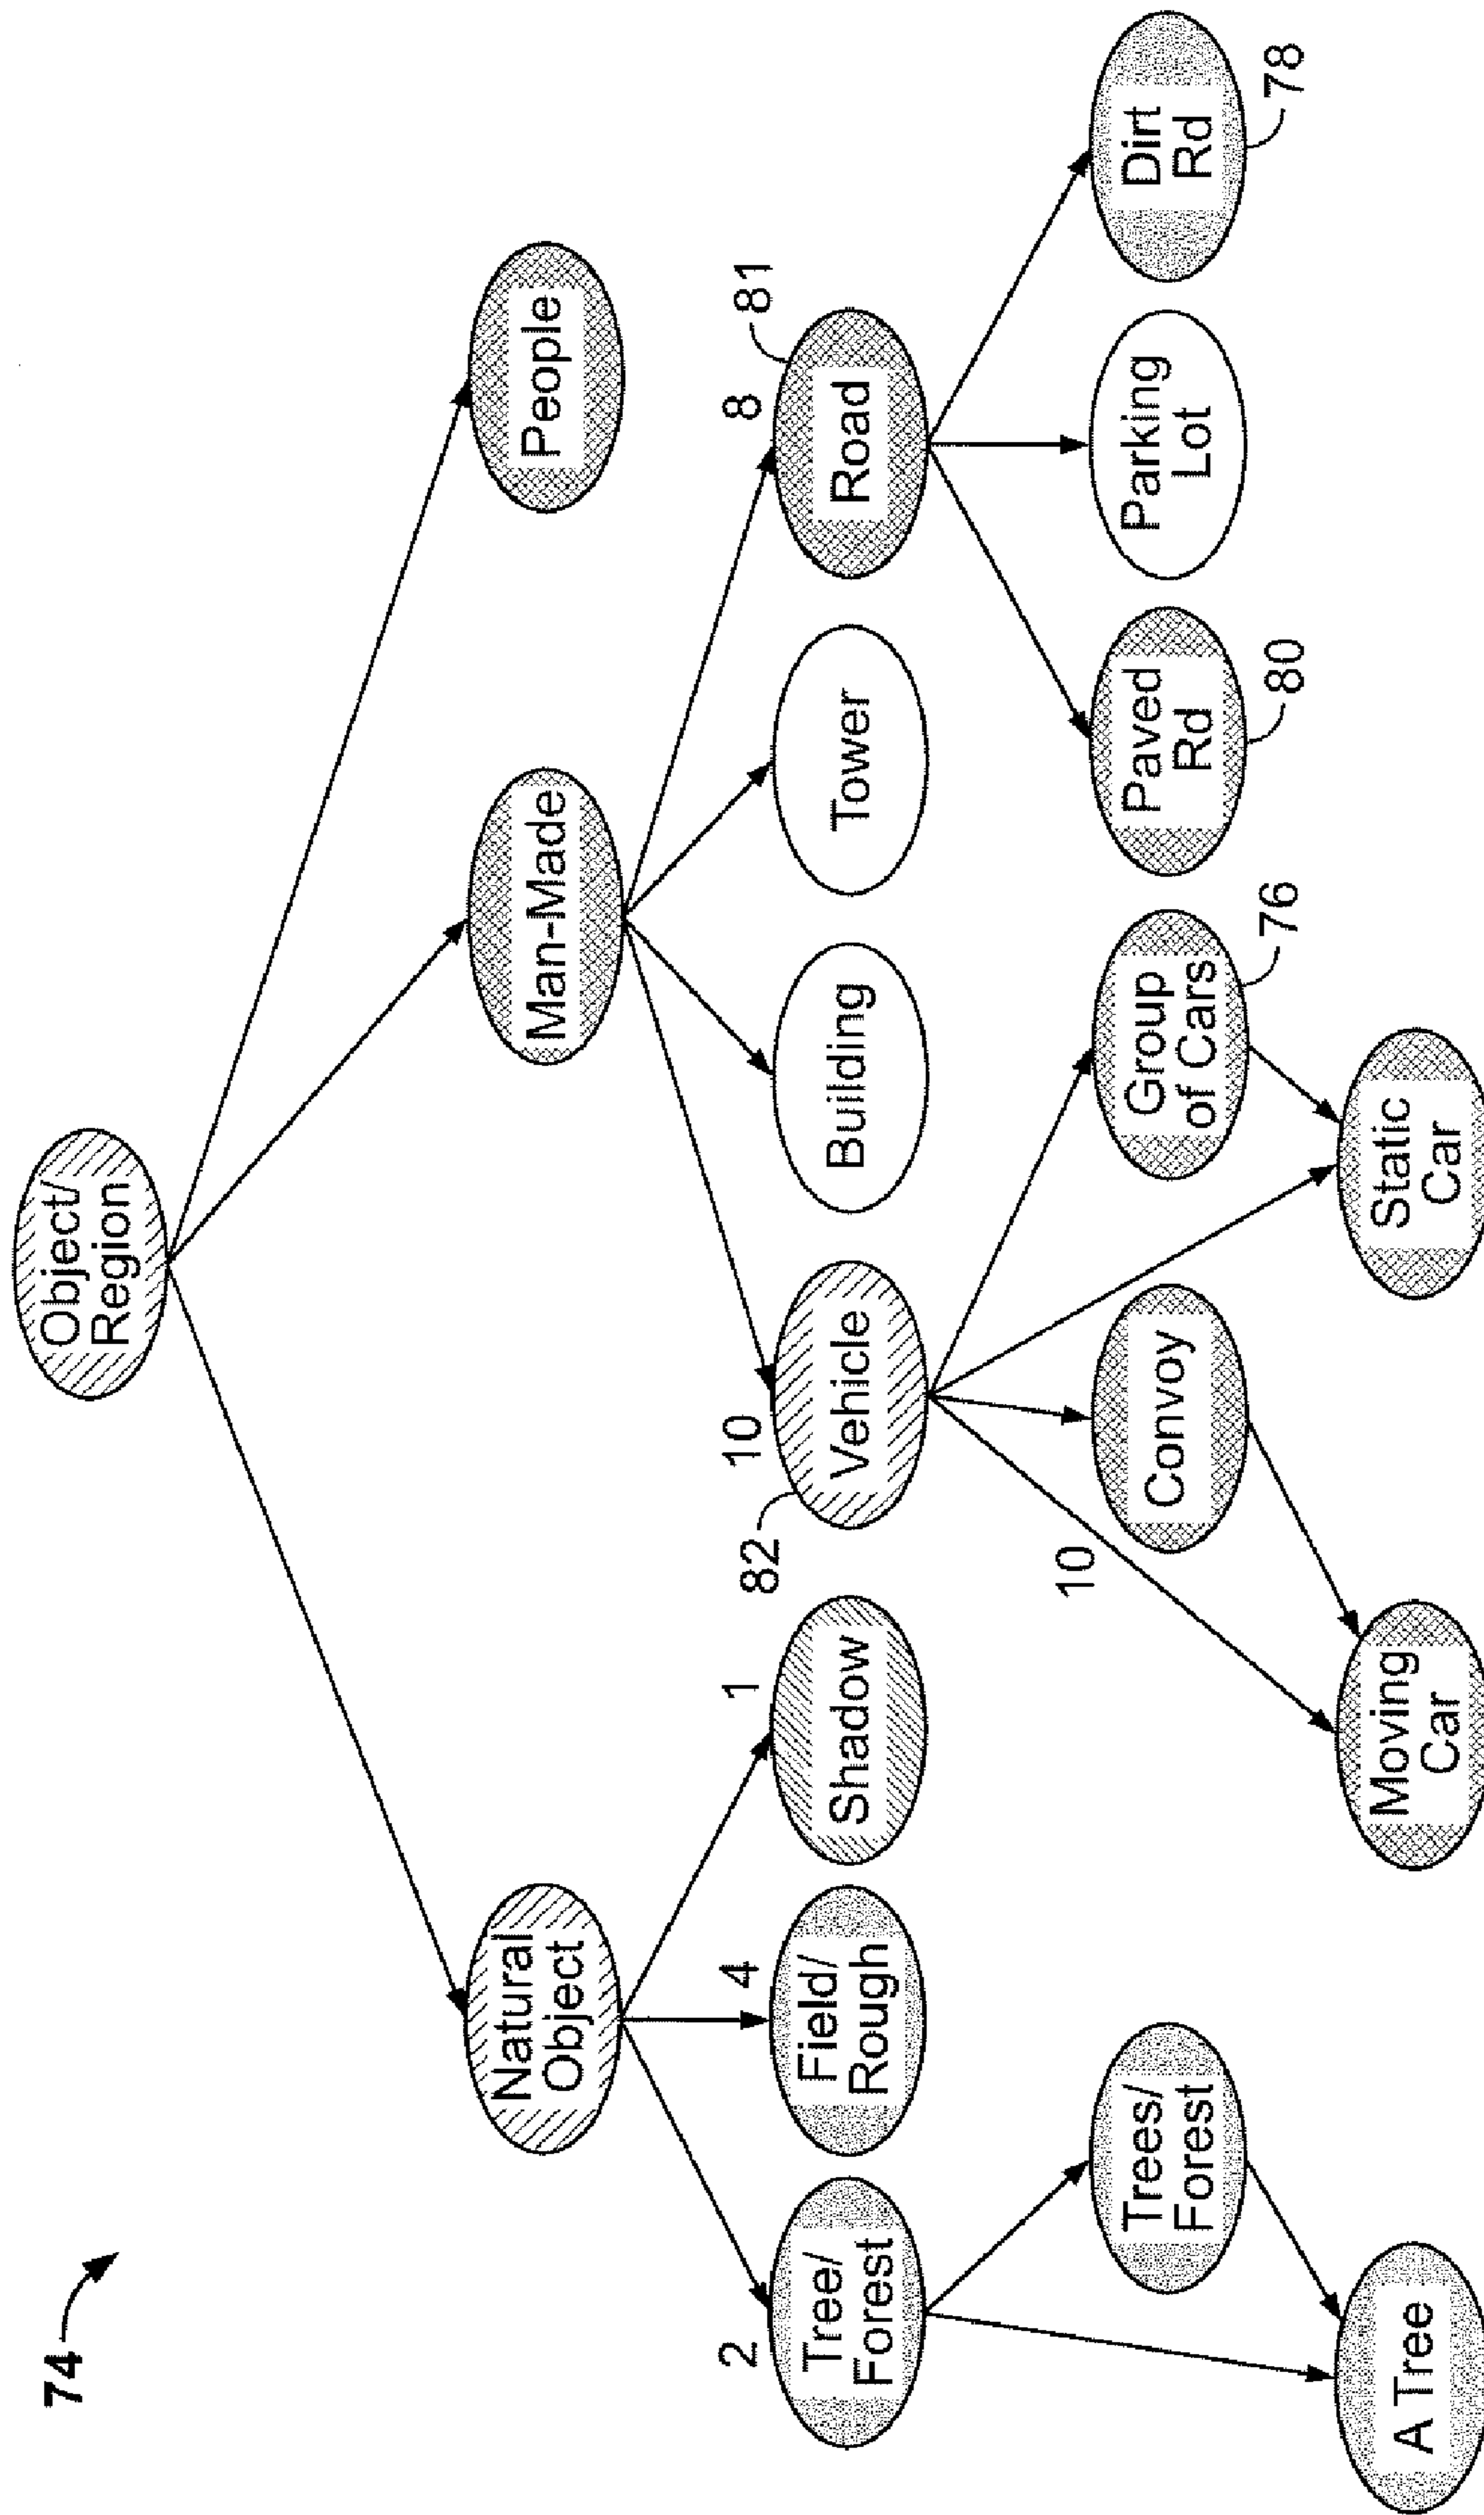 74
Object/
Region
Natural
Object
Man-Made
People
2
Tree/
Forest
4
Field/
Rough
1
Shadow
82
10
Vehicle
Building
Tower
8
81
Road
Trees/
Forest
10
Convoy
Group
of Cars
76
Paved
Rd
80
Parking
Lot
Dirt
Rd
78
A Tree
Moving
Car
Static
Car